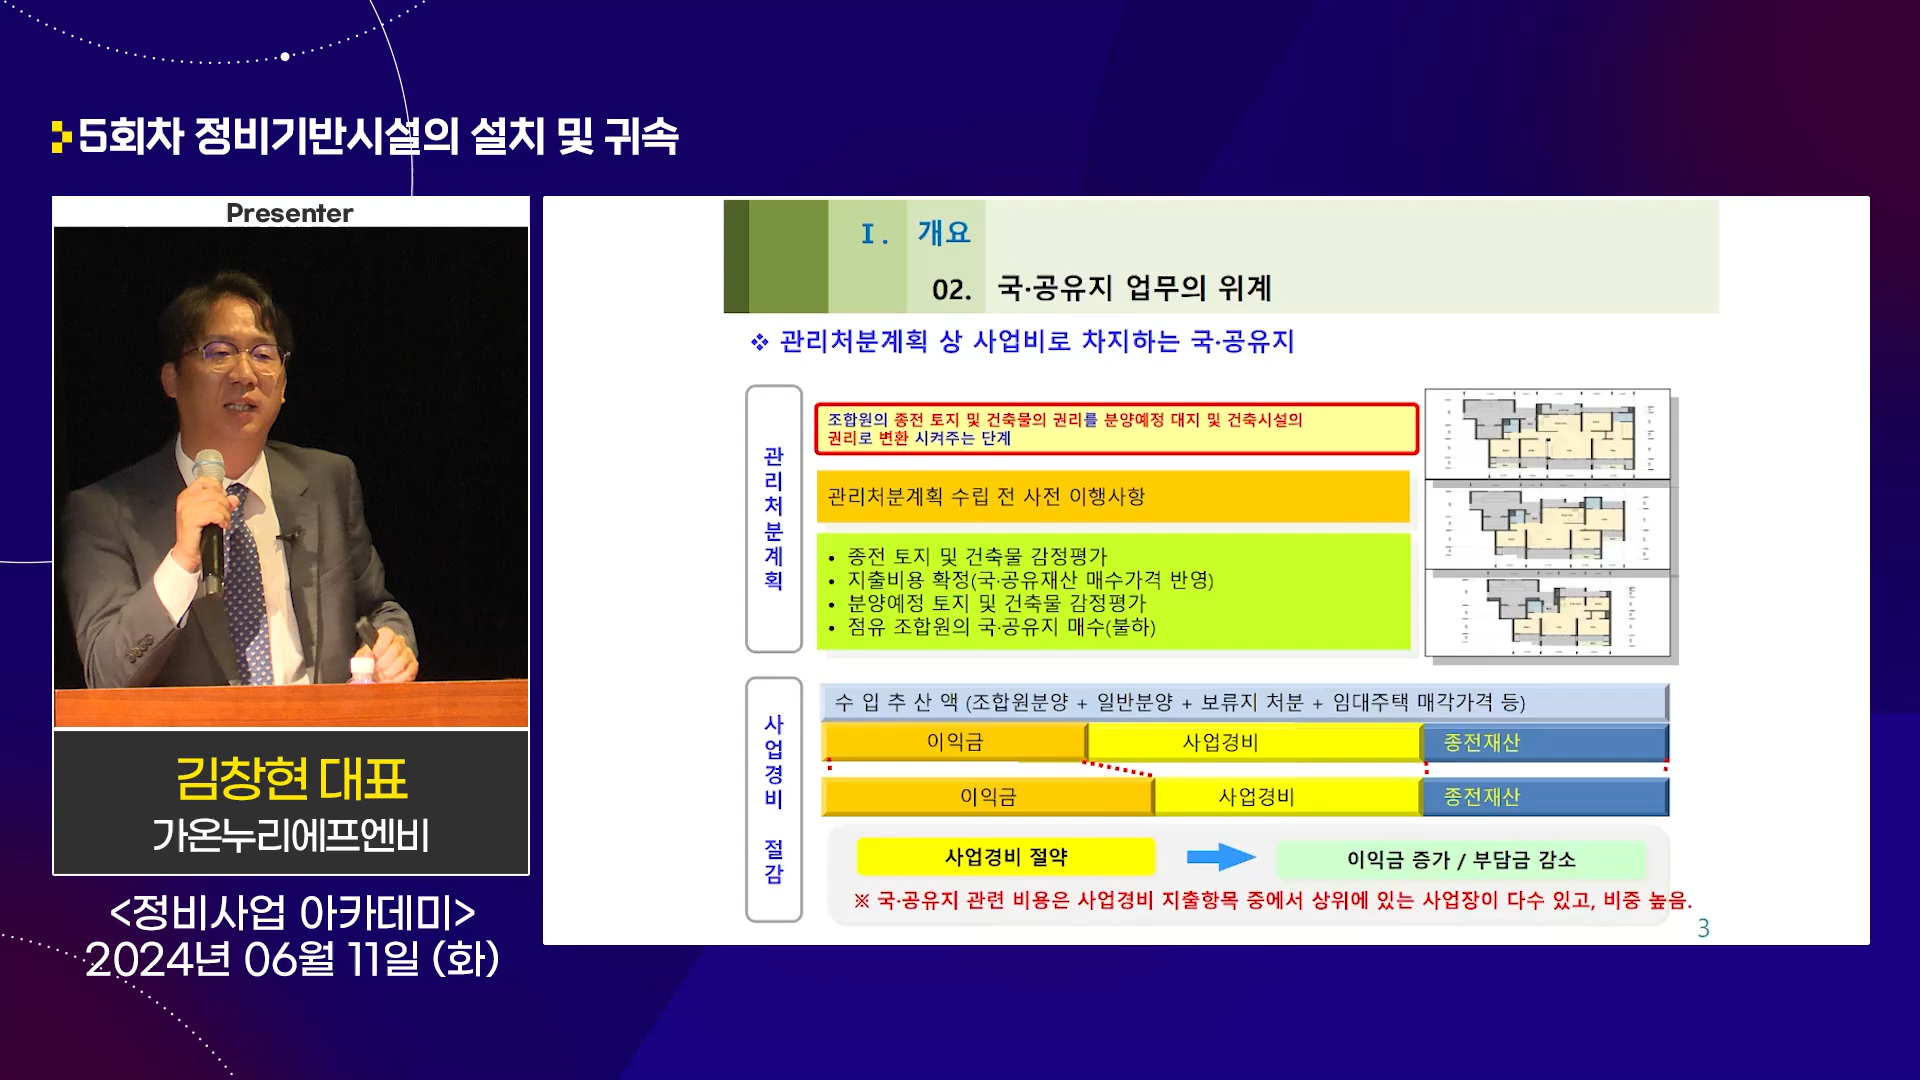 5회차 정비기반시설의 설치 및 귀속
Presenter
김창현 대표
가온누리에프엔비
<정비사업 아카데미>
2024년 06월 11일 (화)
I. 개요
02. 국·공유지 업무의 위계
❖ 관리처분계획 상 사업비로 차지하는 국·공유지
관리처분계획
조합원의 종전 토지 및 건축물의 권리를 분양예정 대지 및 건축시설의
권리로 변환 시켜주는 단계
관리처분계획 수립 전 사전 이행사항
• 종전 토지 및 건축물 감정평가
• 지출비용 확정(국·공유재산 매수가격 반영)
• 분양예정 토지 및 건축물 감정평가
• 점유 조합원의 국·공유지 매수(불하)
사업경비 절감
수 입 추 산 액 (조합원분양 + 일반분양 + 보류지 처분 + 임대주택 매각가격 등)
이익금 사업경비 종전재산
이익금 사업경비 종전재산
사업경비 절약 이익금 증가 / 부담금 감소
※ 국·공유지 관련 비용은 사업경비 지출항목 중에서 상위에 있는 사업장이 다수 있고, 비중 높음.
3